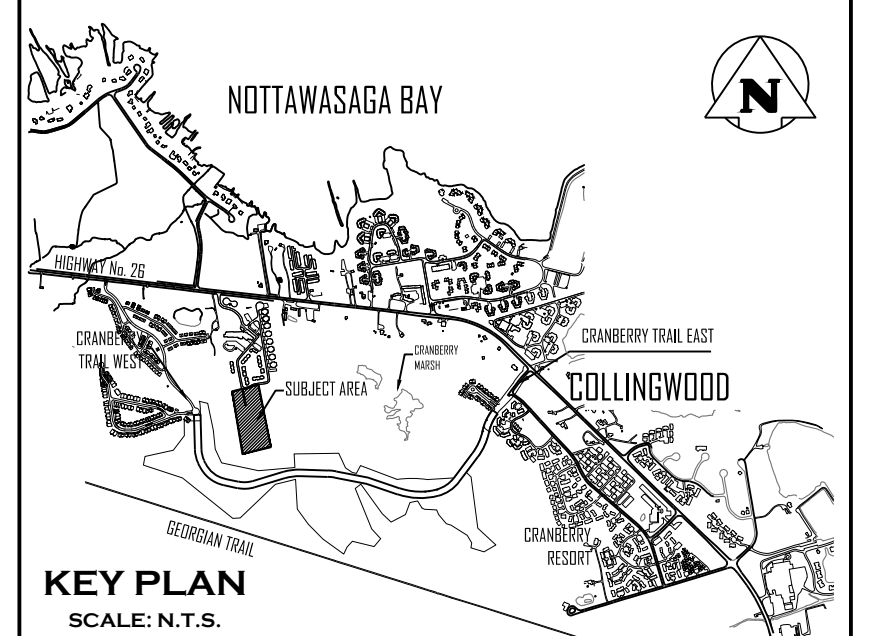 NOTTAWASAGA BAY
N
HIGHWAY No. 26
CRANBERRY
TRAIL WEST
CRANBERRY
MARSH
CRANBERRY TRAIL EAST
SUBJECT AREA
COLLINGWOOD
GEORGIAN TRAIL
CRANBERRY
RESORT
KEY PLAN
SCALE: N.T.S.